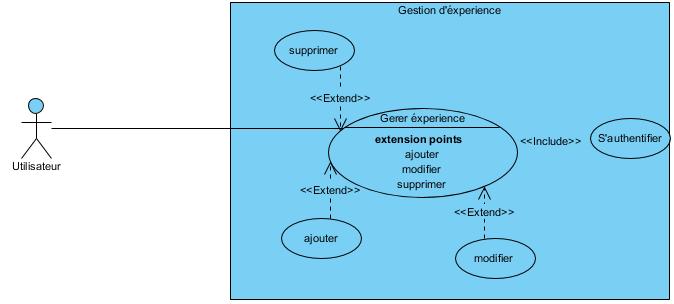 Gestion d'éxperience
supprimer
<<Extend>>
Gerer éxperience
extension points
ajouter
modifier
supprimer
<<Include>>
S'authentifier
Utilisateur
<<Extend>>
<<Extend>>
ajouter
modifier